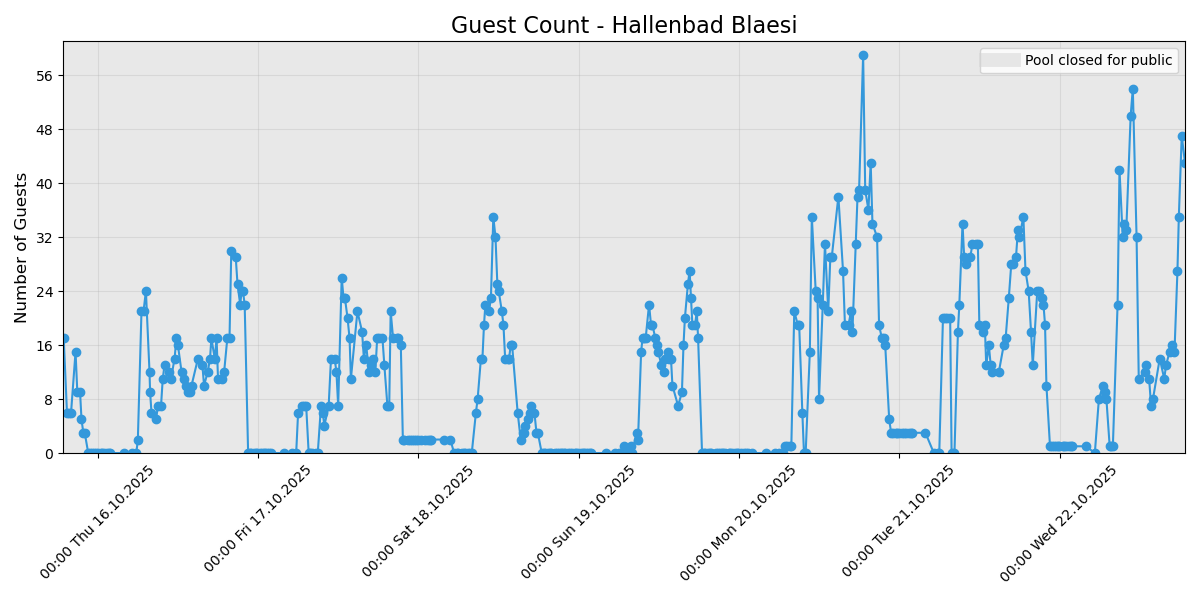 Guest Count - Hallenbad Blaesi
Pool closed for public
Number of Guests
56
48
40
32
24
16
8
0
00:00 Thu 16.10.2025
00:00 Fri 17.10.2025
00:00 Sat 18.10.2025
00:00 Sun 19.10.2025
00:00 Mon 20.10.2025
00:00 Tue 21.10.2025
00:00 Wed 22.10.2025